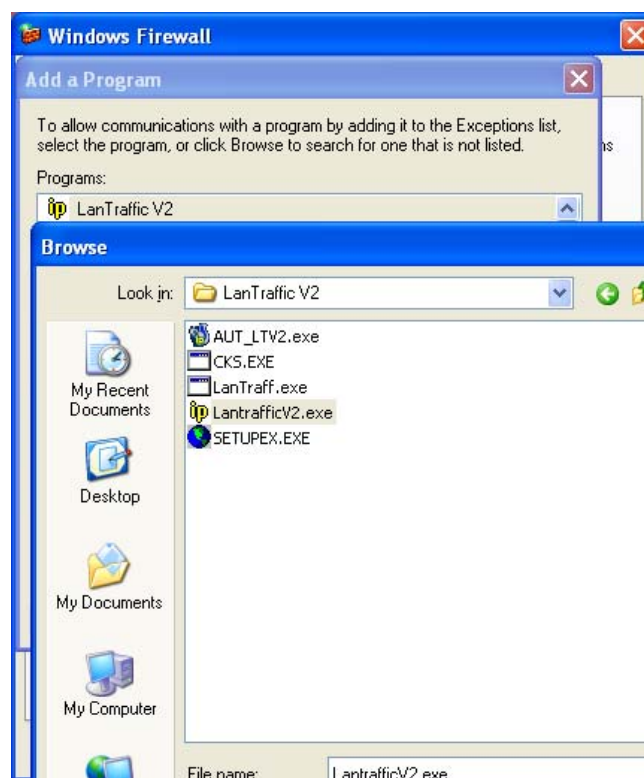 Windows Firewall
Add a Program
To allow communications with a program by adding it to the Exceptions list,
select the program, or click Browse to search for one that is not listed.
Programs:
LanTraffic V2
Browse
Look in:
LanTraffic V2
AUT_LTV2.exe
CKS.EXE
LanTraff.exe
LantrafficV2.exe
SETUPEX.EXE
My Recent
Documents
Desktop
My Documents
My Computer
File name:
LantrafficV2.exe